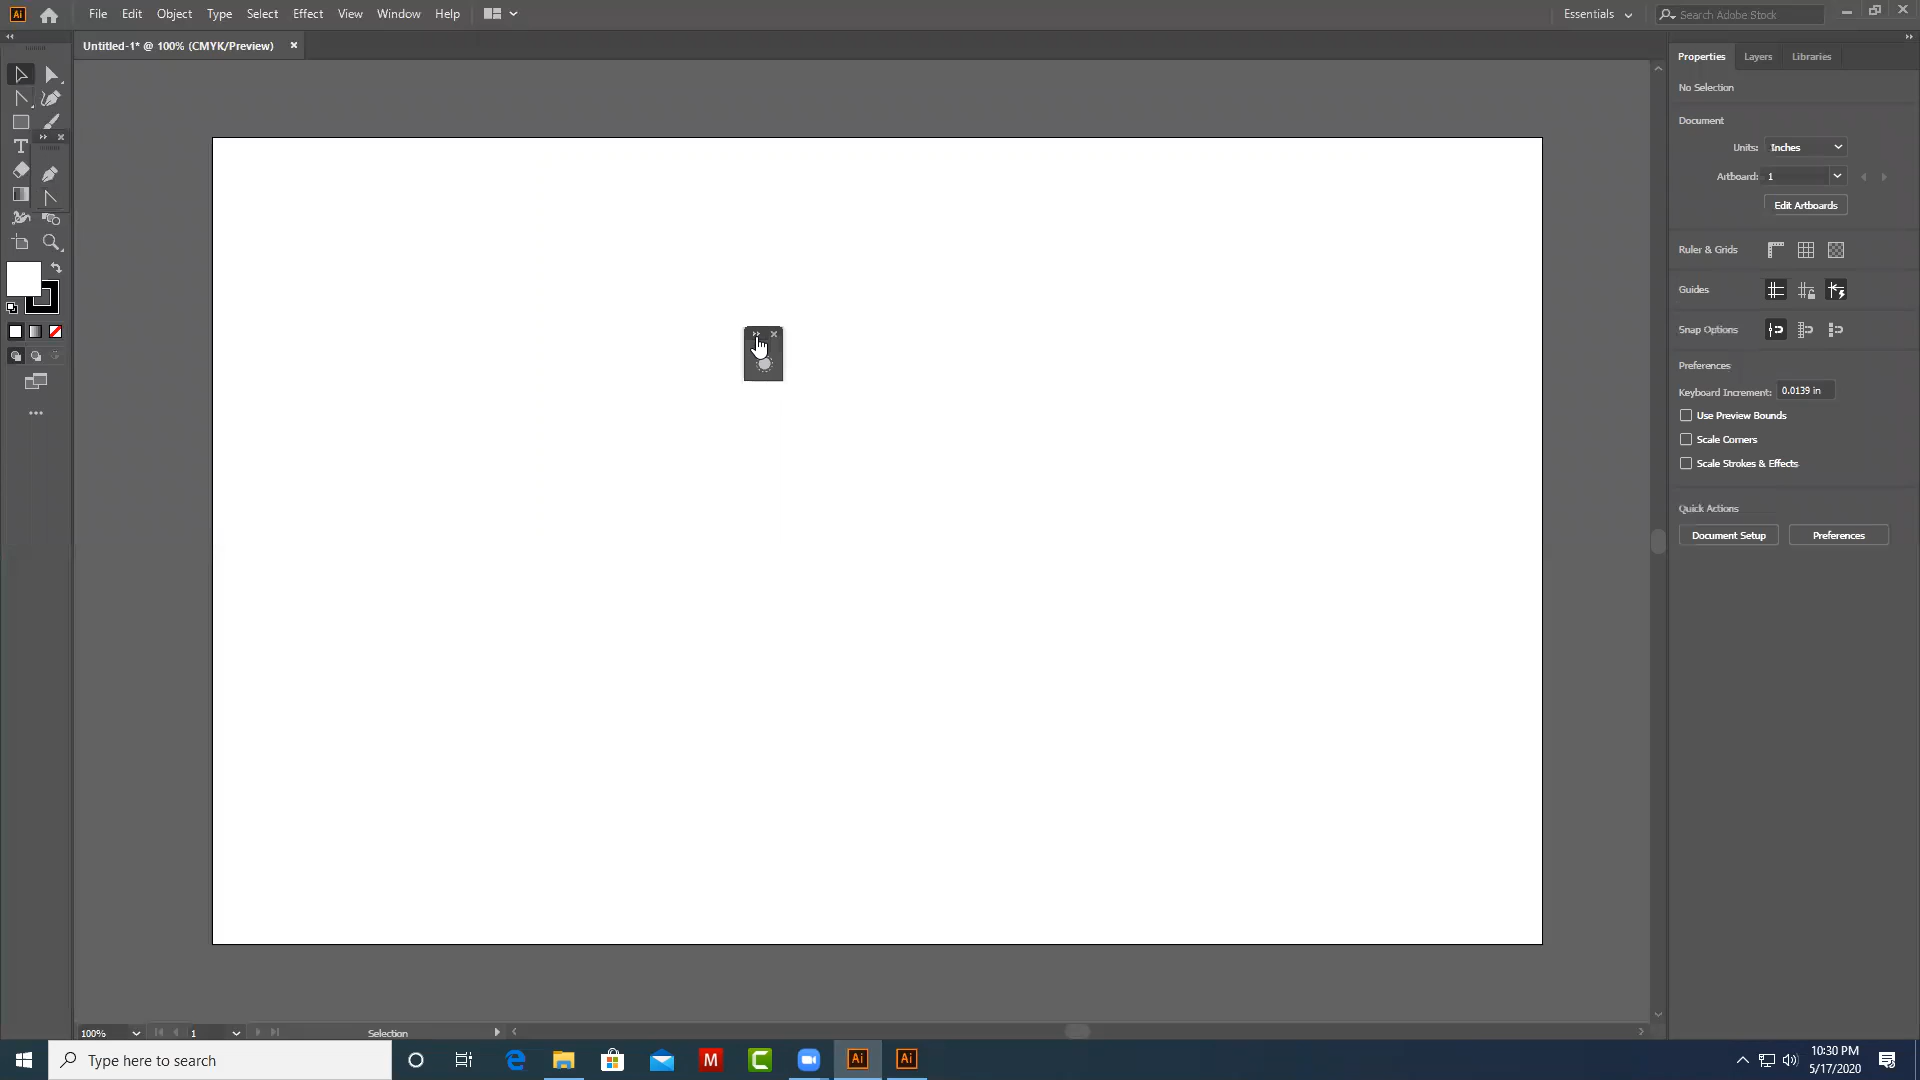 Ai File Edit Object Type Select Effect View Window Help Essentials Search Adobe Stock
Untitled-1* @ 100% (CMYK/Preview)
Properties Layers Libraries
No Selection
Document
Units: Inches
Artboard: 1
Edit Artboards
Ruler & Grids
Guides
Snap Options
Preferences
Keyboard Increment: 0.0139 in
Use Preview Bounds
Scale Corners
Scale Strokes & Effects
Quick Actions
Document Setup Preferences
T
100% 1 Selection
Type here to search M C Ai Ai
10:30 PM
5/17/2020